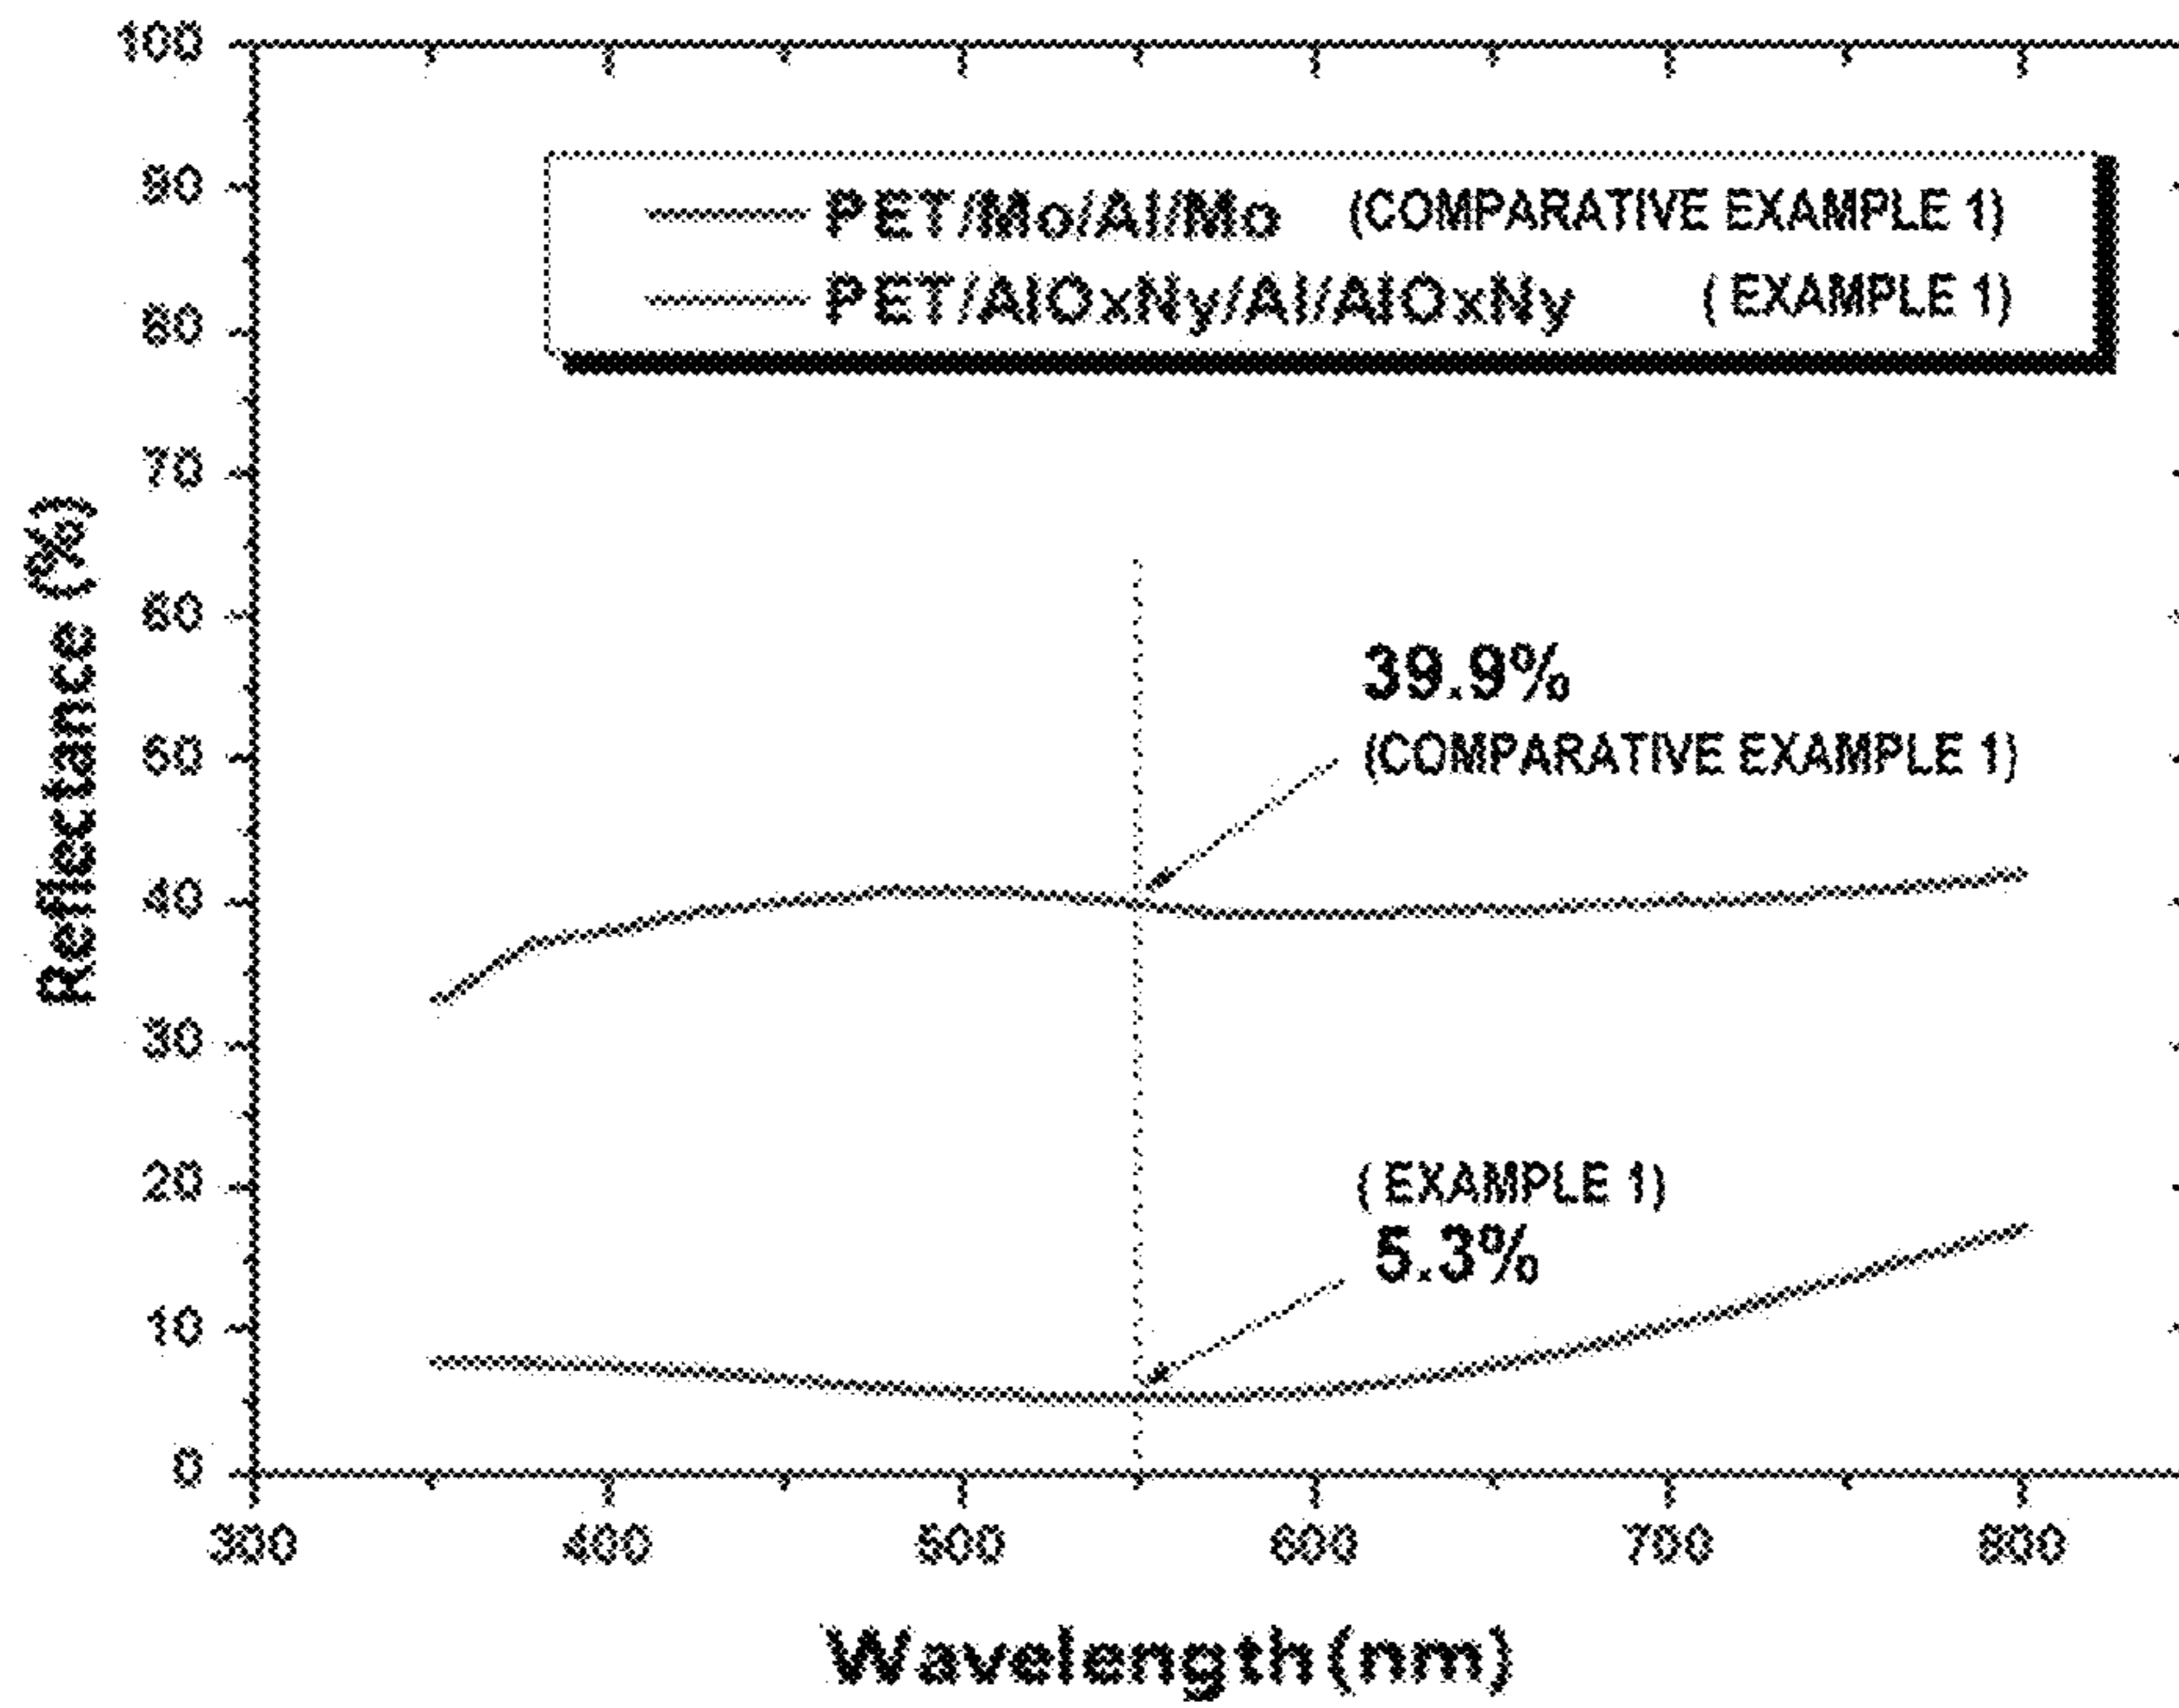 100
90
80
70
60
50
40
30
20
10
0
Reflectance (%)
PET/Mo/Al/Mo (COMPARATIVE EXAMPLE 1)
PET/AlOxNy/Al/AlOxNy ( EXAMPLE 1)
39.9%
(COMPARATIVE EXAMPLE 1)
( EXAMPLE 1)
5.3%
300 400 500 600 700 800
Wavelength(nm)